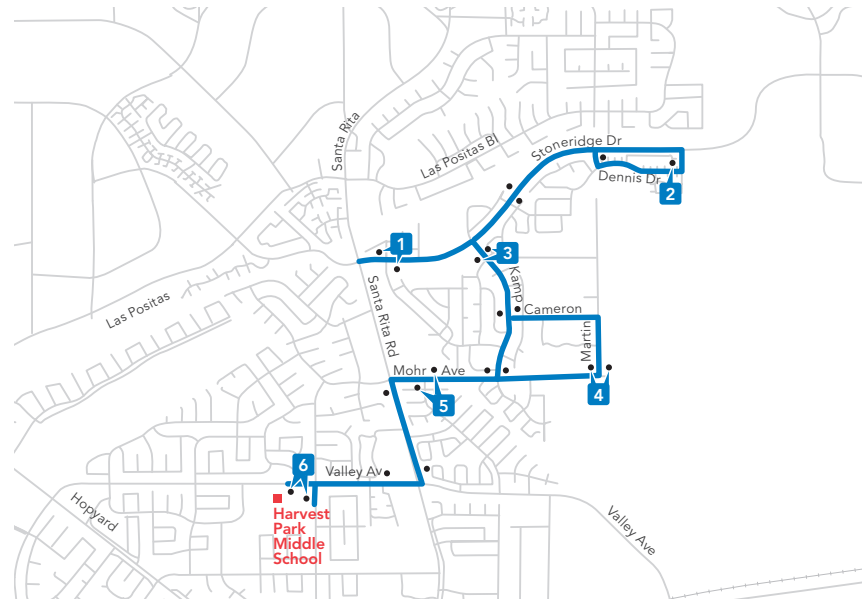 Santa Rita
Las Positas Bl
Stoneridge Dr
Dennis Dr
2
1
3
Kamp
Las Positas
Santa Rita Rd
Cameron
Martin
Mohr Ave
4
5
6
Valley Av
Hopyard
Harvest
Park
Middle
School
Valley Ave